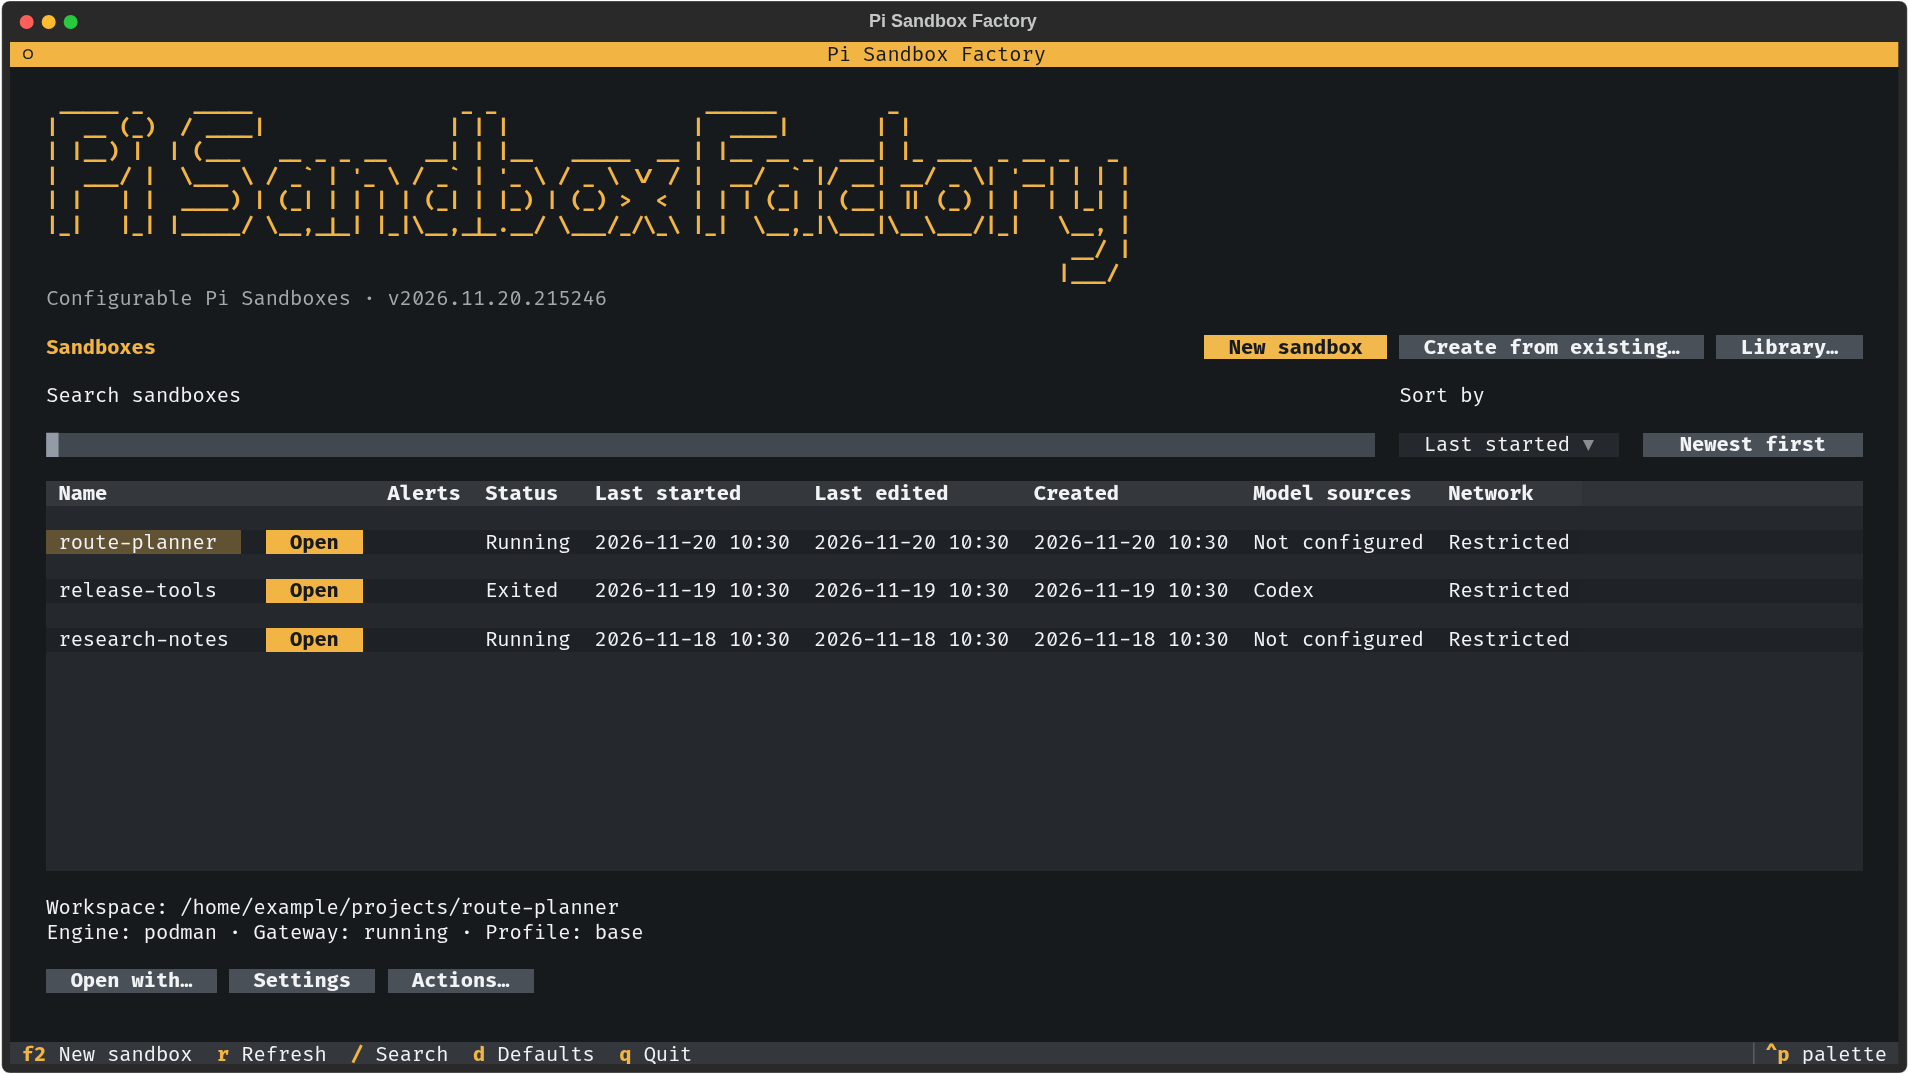 Pi Sandbox Factory
O Pi Sandbox Factory
Pi Sandbox Factory
Configurable Pi Sandboxes · v2026.11.20.215246
Sandboxes New sandbox Create from existing… Library…
Search sandboxes Sort by
Last started ▼ Newest first
Name Alerts Status Last started Last edited Created Model sources Network
route-planner Open Running 2026-11-20 10:30 2026-11-20 10:30 2026-11-20 10:30 Not configured Restricted
release-tools Open Exited 2026-11-19 10:30 2026-11-19 10:30 2026-11-19 10:30 Codex Restricted
research-notes Open Running 2026-11-18 10:30 2026-11-18 10:30 2026-11-18 10:30 Not configured Restricted
Workspace: /home/example/projects/route-planner
Engine: podman · Gateway: running · Profile: base
Open with… Settings Actions…
f2 New sandbox r Refresh / Search d Defaults q Quit ^p palette